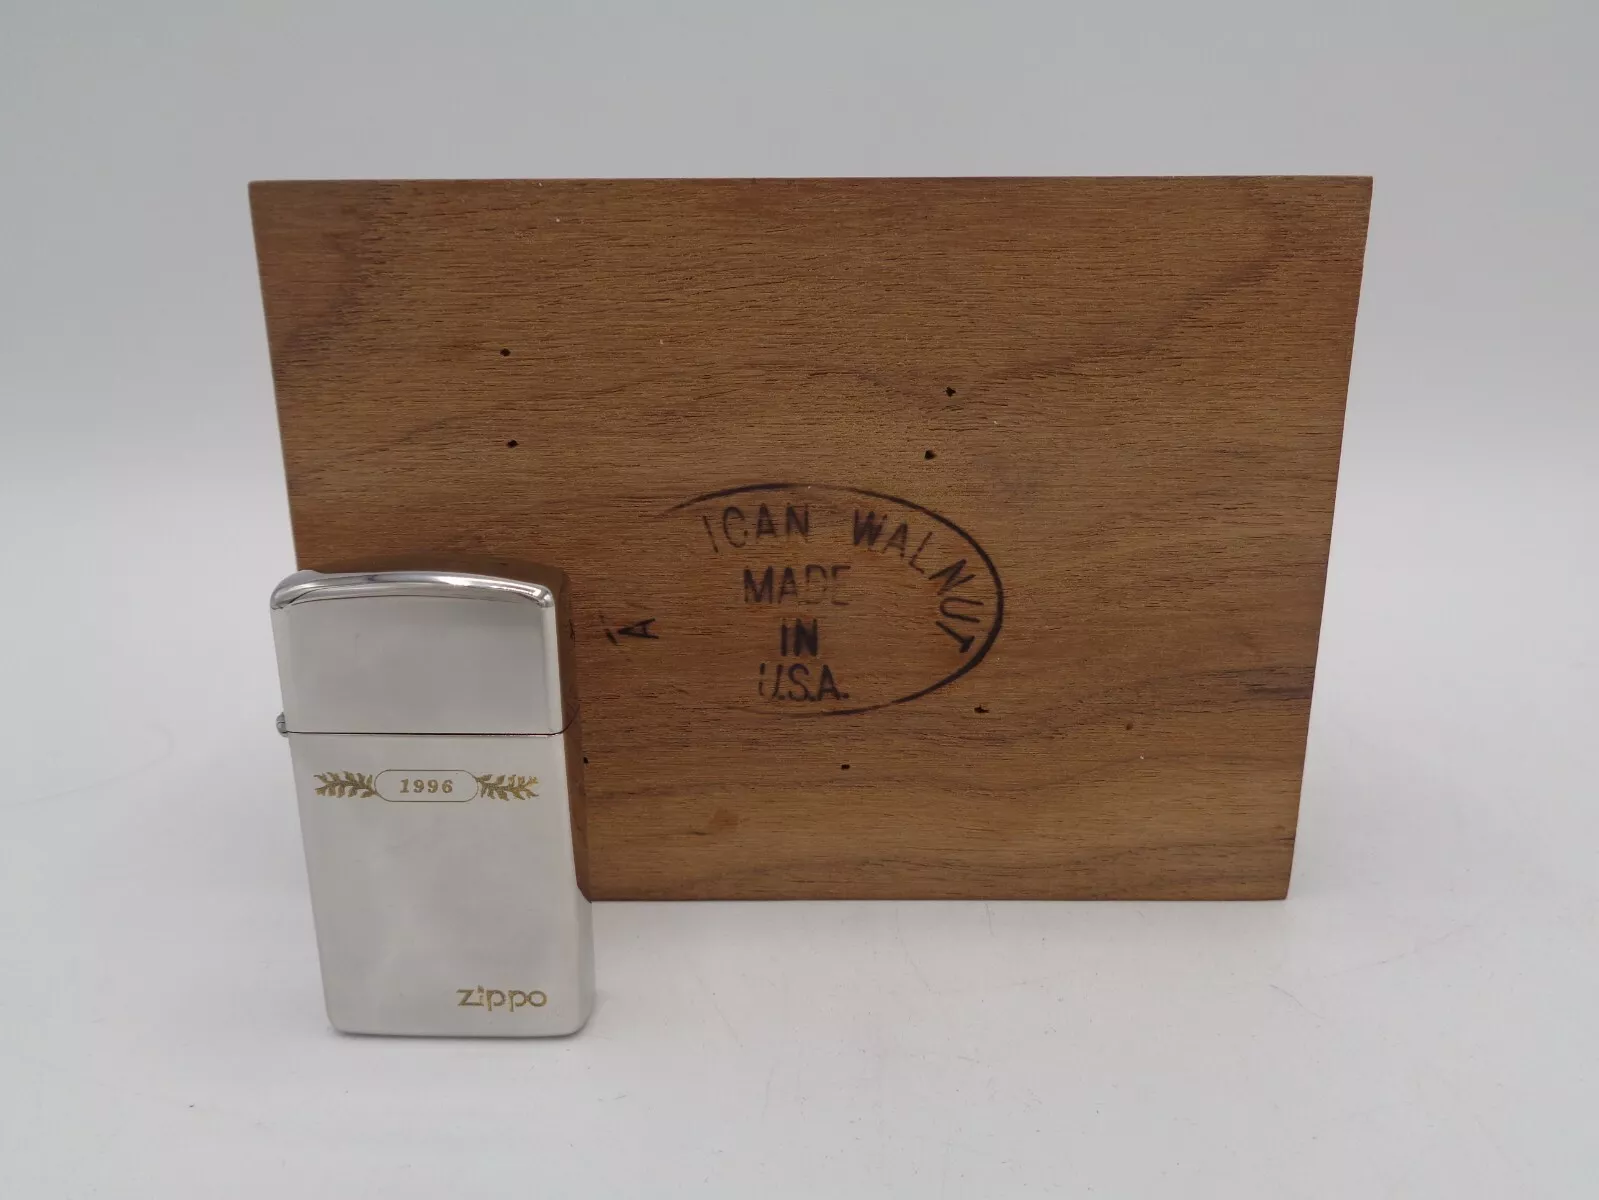 ICAN WALNUT
A
MADE
IN
U.S.A.
1996
zippo